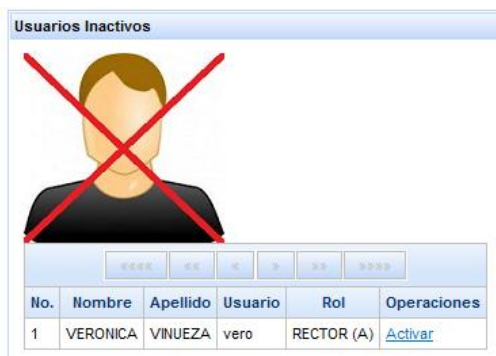 Usuarios Inactivos
«««« «« « » »» »»»»
No. Nombre Apellido Usuario Rol Operaciones
1 VERONICA VINUEZA vero RECTOR (A) Activar